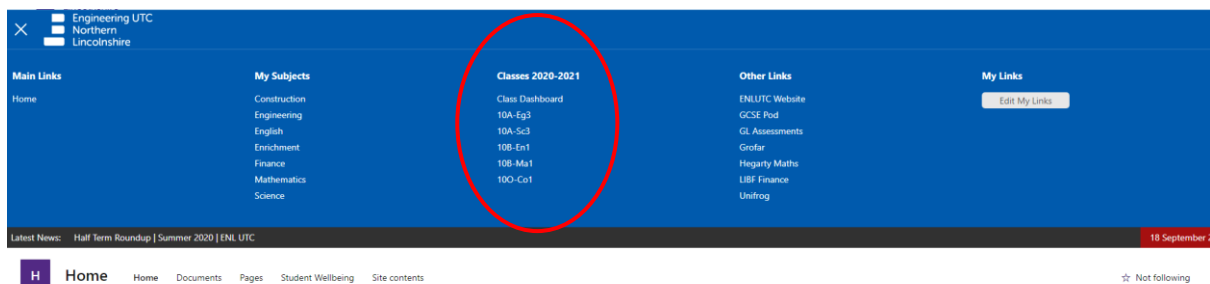 Engineering UTC
Northern
Lincolnshire
Main Links
Home
My Subjects
Construction
Engineering
English
Enrichment
Finance
Mathematics
Science
Classes 2020-2021
Class Dashboard
10A-Eg3
10A-Sc3
10B-En1
10B-Ma1
10O-Co1
Other Links
ENLUTC Website
GCSE Pod
GL Assessments
Grofar
Hegarty Maths
LIBF Finance
Unifrog
My Links
Edit My Links
Latest News: Half Term Roundup | Summer 2020 | ENL UTC
18 September
H Home Home Documents Pages Student Wellbeing Site contents
☆ Not following